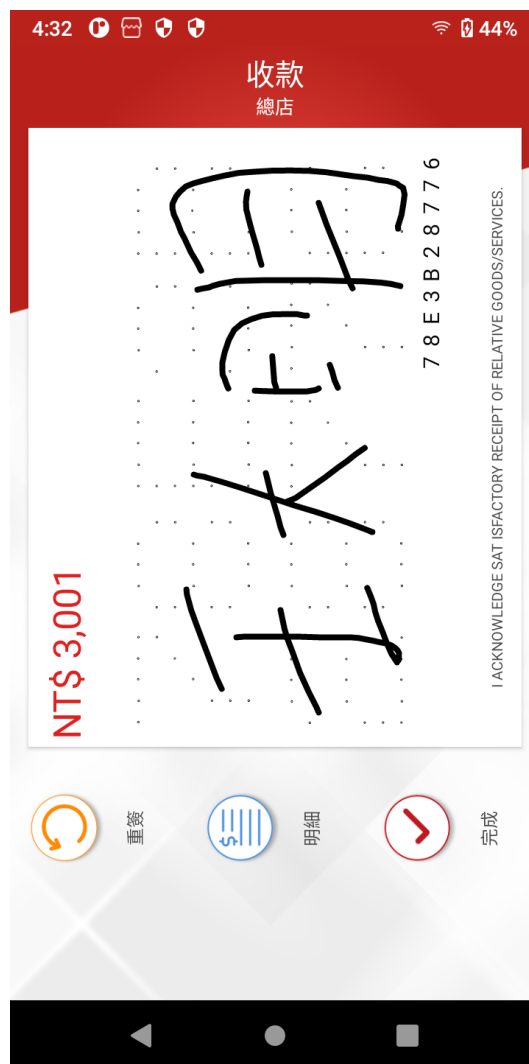 4:32
44%
收款
總店
NT$ 3,001
王大
78E3B28776
I ACKNOWLEDGE SAT ISFACTORY RECEIPT OF RELATIVE GOODS/SERVICES.
重簽
明細
完成